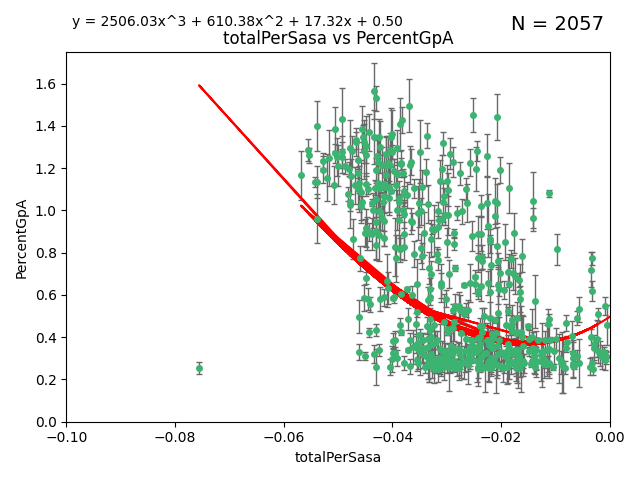 y = 2506.03x^3 + 610.38x^2 + 17.32x + 0.50
N = 2057
totalPerSasa vs PercentGpA
PercentGpA
1.6
1.4
1.2
1.0
0.8
0.6
0.4
0.2
0.0
−0.10 −0.08 −0.06 −0.04 −0.02 0.00
totalPerSasa